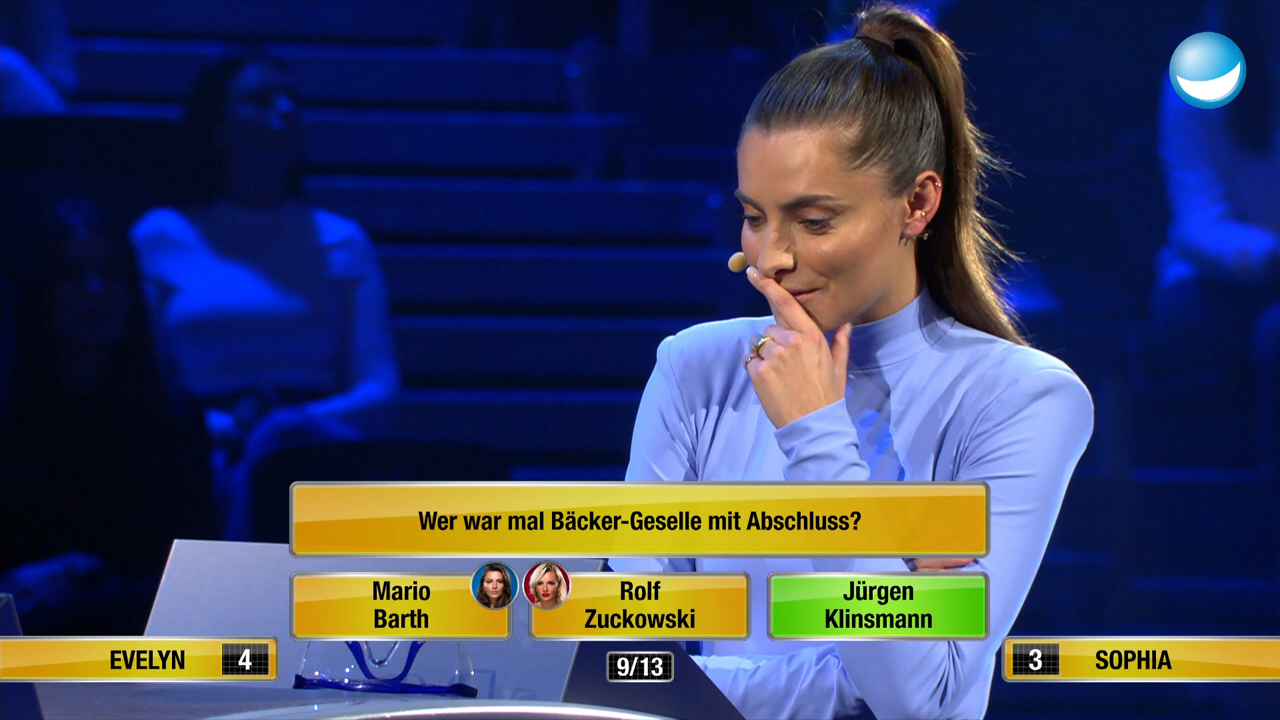 Wer war mal Bäcker-Geselle mit Abschluss?
Mario
Barth
Rolf
Zuckowski
Jürgen
Klinsmann
EVELYN 4
9/13
3 SOPHIA